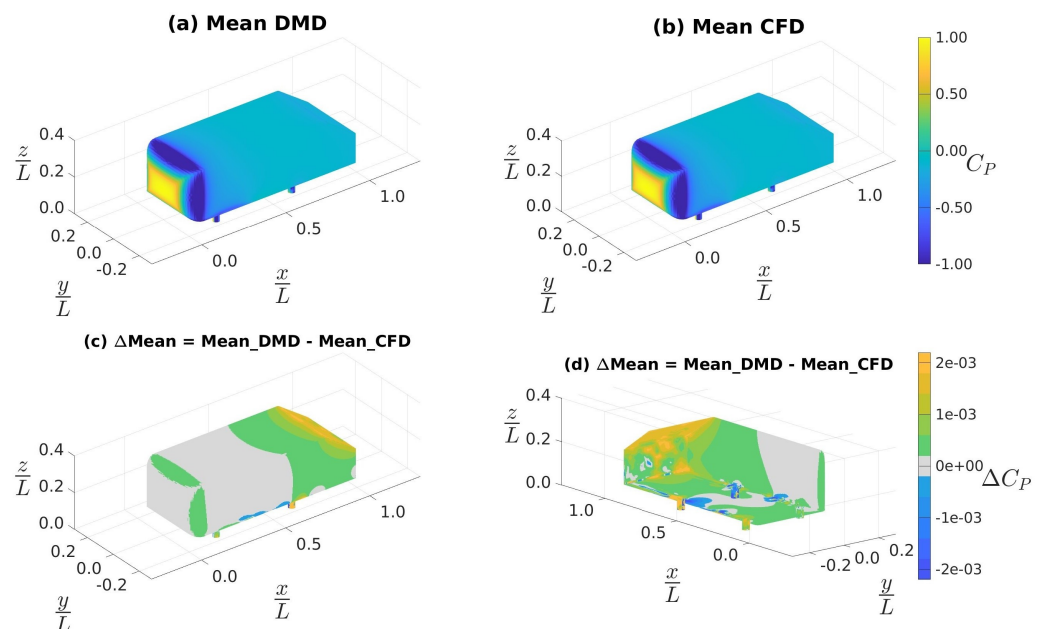 (a) Mean DMD
(b) Mean CFD
z/L
0.4
0.2
0.0
0.2
0.0
-0.2
y/L
0.0
0.5
1.0
x/L
z/L
0.4
0.2
0.0
0.2
0.0
-0.2
y/L
0.0
0.5
1.0
x/L
1.00
0.50
0.00
-0.50
-1.00
C_P
(c) ΔMean = Mean_DMD - Mean_CFD
(d) ΔMean = Mean_DMD - Mean_CFD
z/L
0.4
0.2
0.0
0.2
0.0
-0.2
y/L
0.0
0.5
1.0
x/L
z/L
0.4
0.2
0.0
1.0
0.5
0.0
x/L
-0.2
0.0
0.2
y/L
2e-03
1e-03
0e+00
-1e-03
-2e-03
ΔC_P